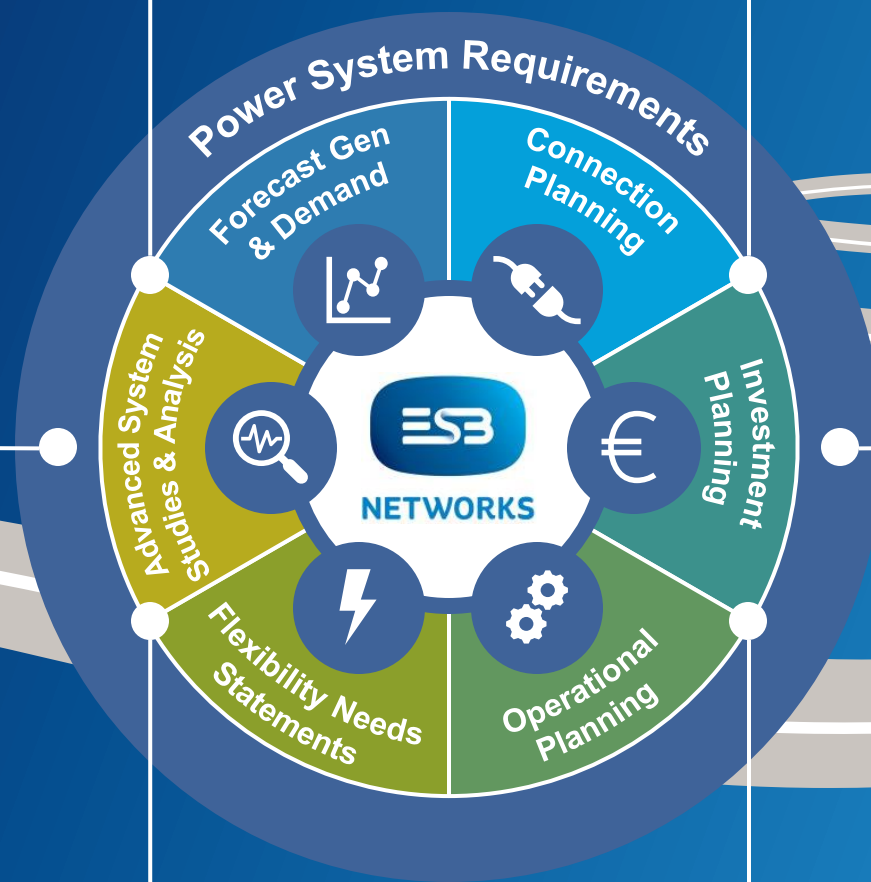 Power System Requirements
Forecast Gen
& Demand
Connection
Planning
Investment
Planning
Operational
Planning
Flexibility Needs
Statements
Advanced System
Studies & Analysis
€
ESB
NETWORKS